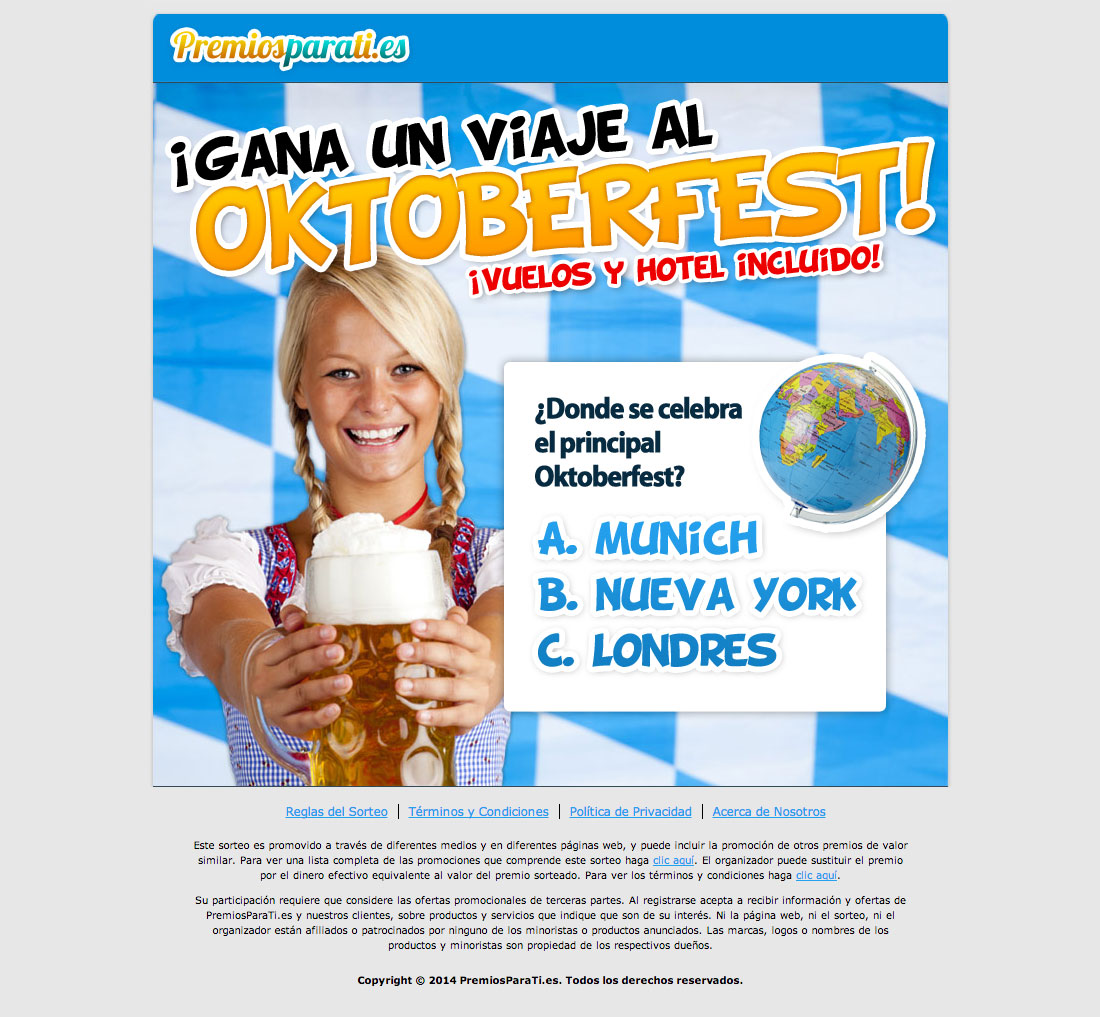 Premiosparati.es
¡GANA UN VIAJE AL
OKTOBERFEST!
¡VUELOS Y HOTEL INCLUIDO!
¿Donde se celebra
el principal
Oktoberfest?
A. MUNICH
B. NUEVA YORK
C. LONDRES
Reglas del Sorteo | Términos y Condiciones | Política de Privacidad | Acerca de Nosotros
Este sorteo es promovido a través de diferentes medios y en diferentes páginas web, y puede incluir la promoción de otros premios de valor
similar. Para ver una lista completa de las promociones que comprende este sorteo haga clic aquí. El organizador puede sustituir el premio
por el dinero efectivo equivalente al valor del premio sorteado. Para ver los términos y condiciones haga clic aquí.
Su participación requiere que considere las ofertas promocionales de terceras partes. Al registrarse acepta a recibir información y ofertas de
PremiosParaTi.es y nuestros clientes, sobre productos y servicios que indique que son de su interés. Ni la página web, ni el sorteo, ni el
organizador están afiliados o patrocinados por ninguno de los minoristas o productos anunciados. Las marcas, logos o nombres de los
productos y minoristas son propiedad de los respectivos dueños.
Copyright © 2014 PremiosParaTi.es. Todos los derechos reservados.